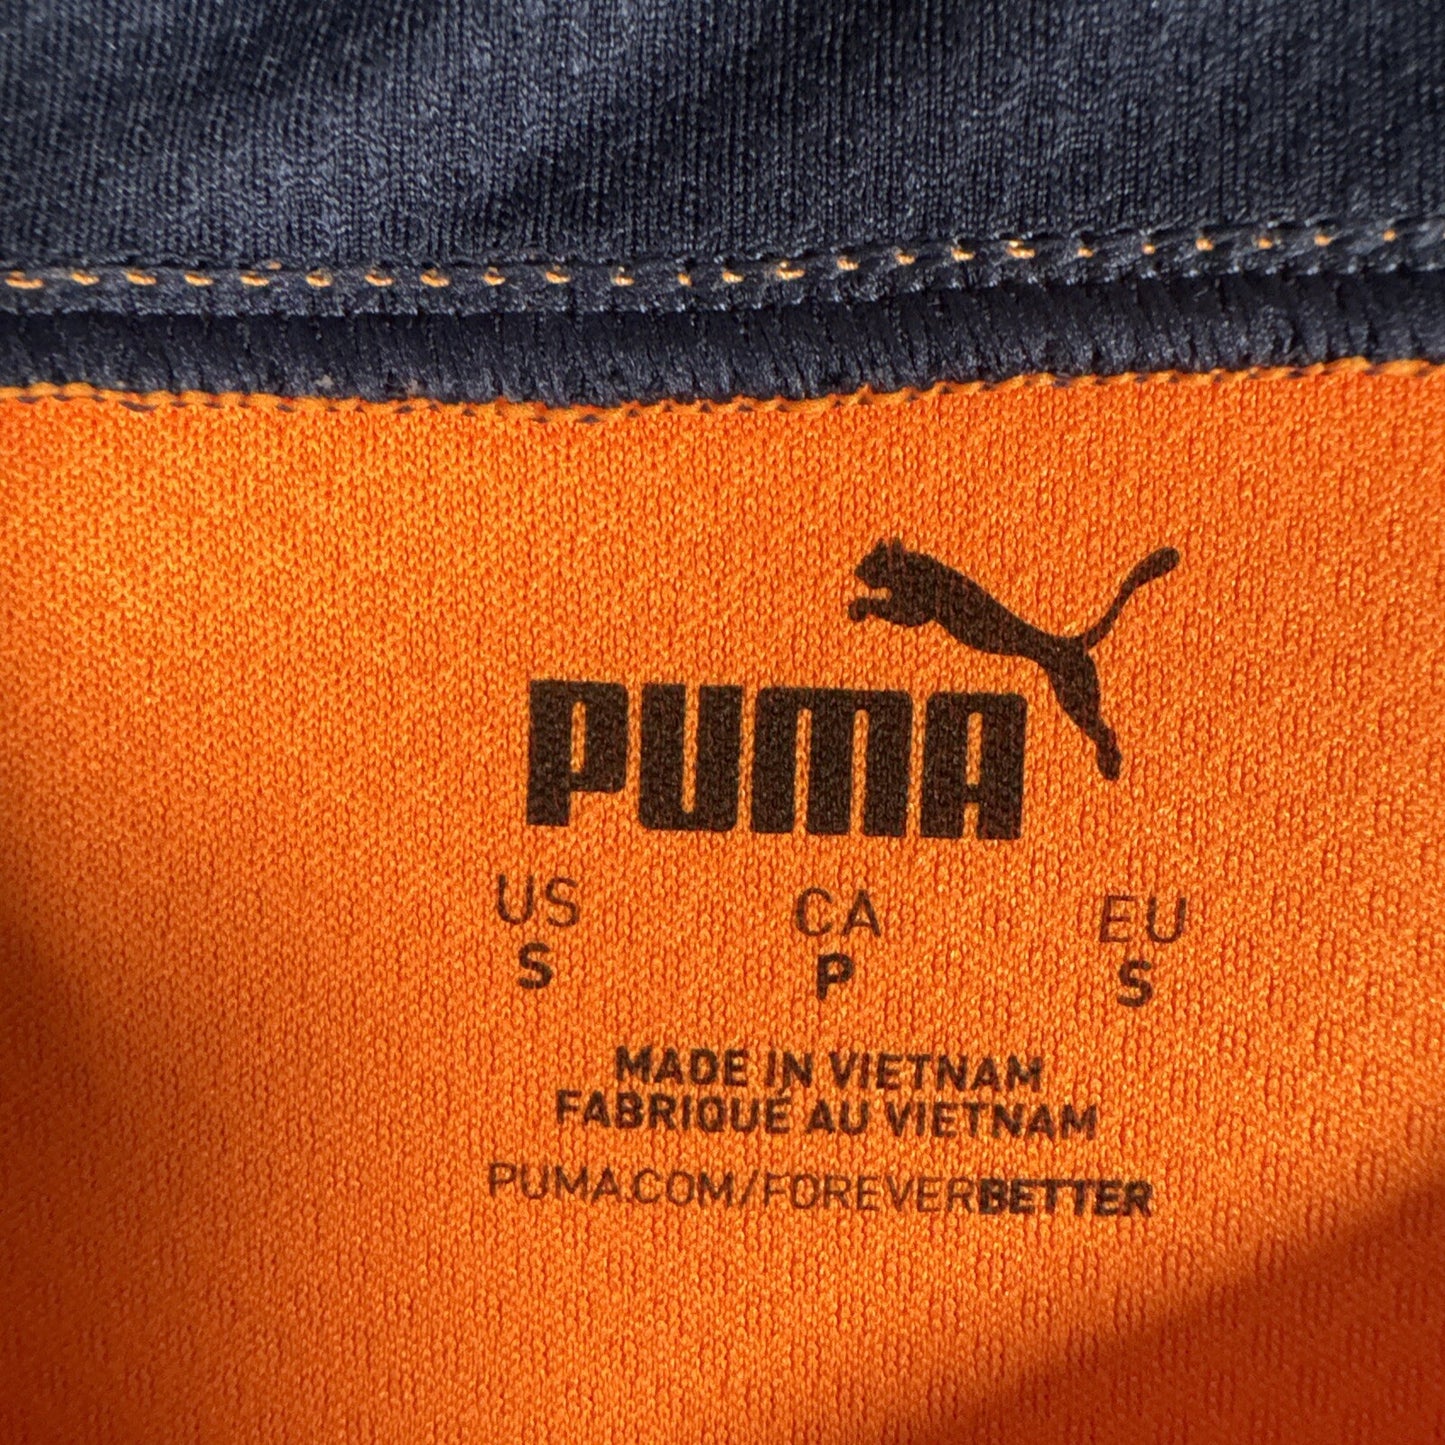 PUMA
US CA EU
S P S
MADE IN VIETNAM
FABRIQUÉ AU VIETNAM
PUMA.COM/FOREVERBETTER